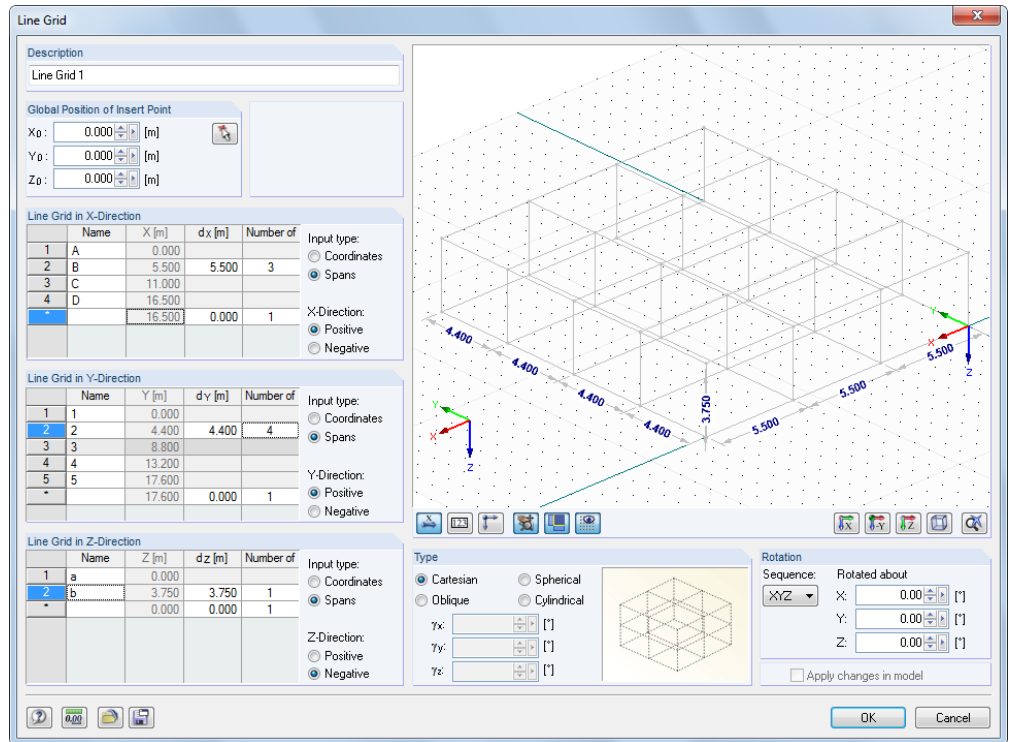 Line Grid
Description
Line Grid 1
Global Position of Insert Point
X0: 0.000 [m]
Y0: 0.000 [m]
Z0: 0.000 [m]
Line Grid in X-Direction
Name X [m] dX [m] Number of
1 A 0.000
2 B 5.500 5.500 3
3 C 11.000
4 D 16.500
* 16.500 0.000 1
Input type:
Coordinates
Spans
X-Direction:
Positive
Negative
Line Grid in Y-Direction
Name Y [m] dY [m] Number of
1 1 0.000
2 2 4.400 4.400 4
3 3 8.800
4 4 13.200
5 5 17.600
* 17.600 0.000 1
Input type:
Coordinates
Spans
Y-Direction:
Positive
Negative
Line Grid in Z-Direction
Name Z [m] dZ [m] Number of
1 a 0.000
2 b 3.750 3.750 1
* 0.000 0.000 1
Input type:
Coordinates
Spans
Z-Direction:
Positive
Negative
4.400
4.400
4.400
4.400
3.750
5.500
5.500
5.500
Y
X
Z
Y
X
Z
123
X
-Y
Z
Type
Cartesian Spherical
Oblique Cylindrical
γx: [°]
γy: [°]
γz: [°]
Rotation
Sequence: Rotated about
XYZ X: 0.00 [°]
Y: 0.00 [°]
Z: 0.00 [°]
Apply changes in model
0,00
OK Cancel